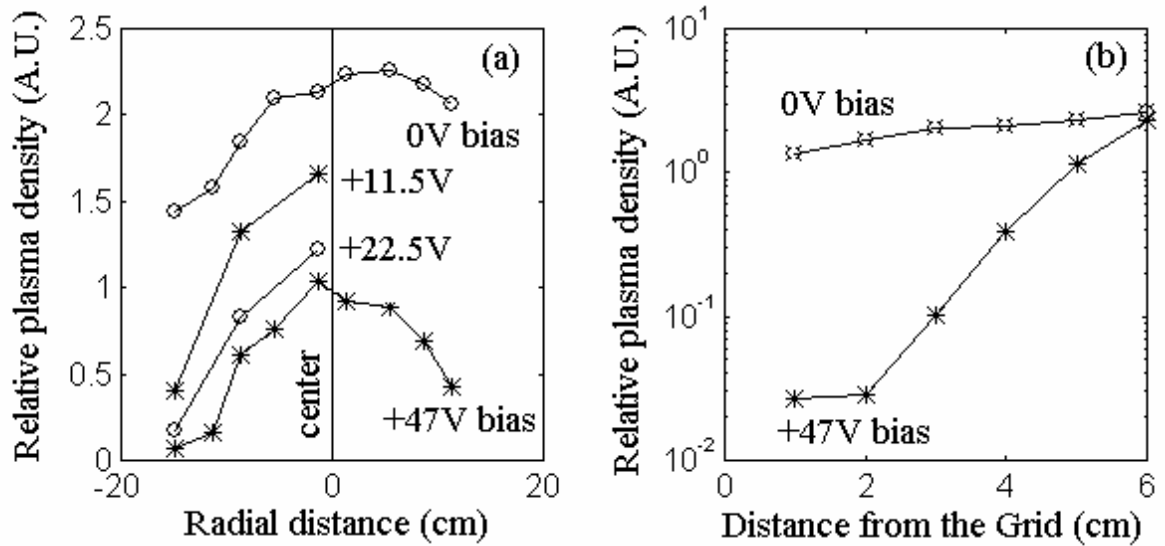 Relative plasma density (A.U.)
2.5
2
1.5
1
0.5
0
-20
0
20
Radial distance (cm)
(a)
0V bias
+11.5V
+22.5V
center
+47V bias
Relative plasma density (A.U.)
10^1
10^0
10^-1
10^-2
0
2
4
6
Distance from the Grid (cm)
(b)
0V bias
+47V bias